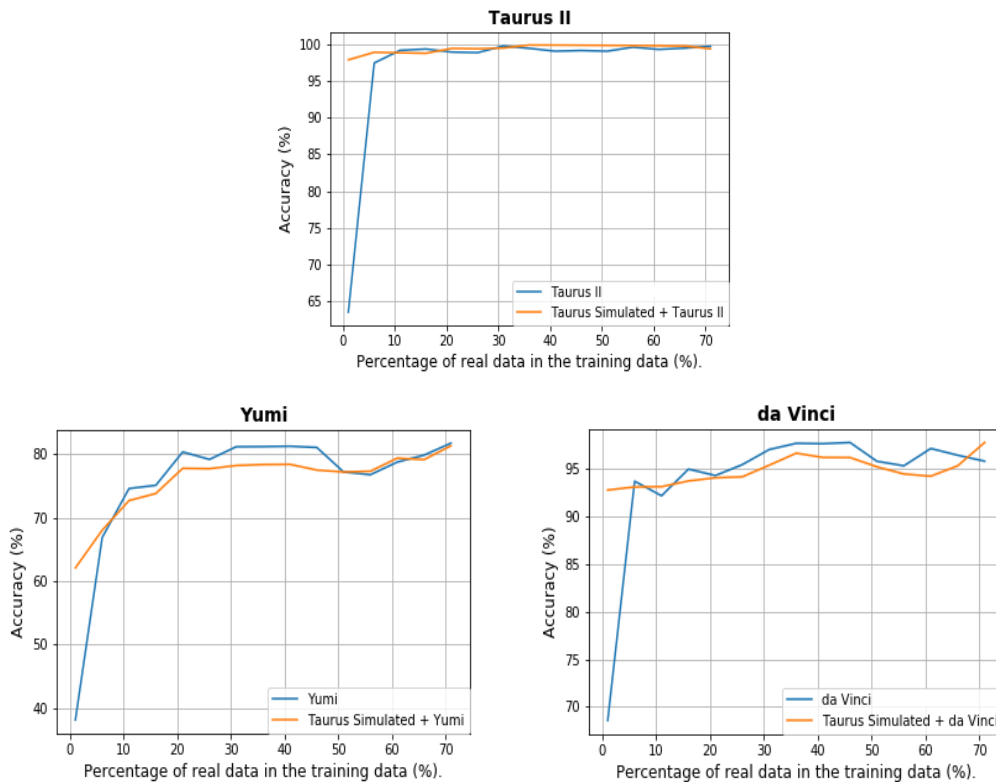 Taurus II
100
95
90
85
80
75
70
65
Accuracy (%)
Taurus II
Taurus Simulated + Taurus II
0 10 20 30 40 50 60 70
Percentage of real data in the training data (%).
Yumi
80
70
60
50
40
Accuracy (%)
Yumi
Taurus Simulated + Yumi
0 10 20 30 40 50 60 70
Percentage of real data in the training data (%).
da Vinci
95
90
85
80
75
70
Accuracy (%)
da Vinci
Taurus Simulated + da Vinci
0 10 20 30 40 50 60 70
Percentage of real data in the training data (%).